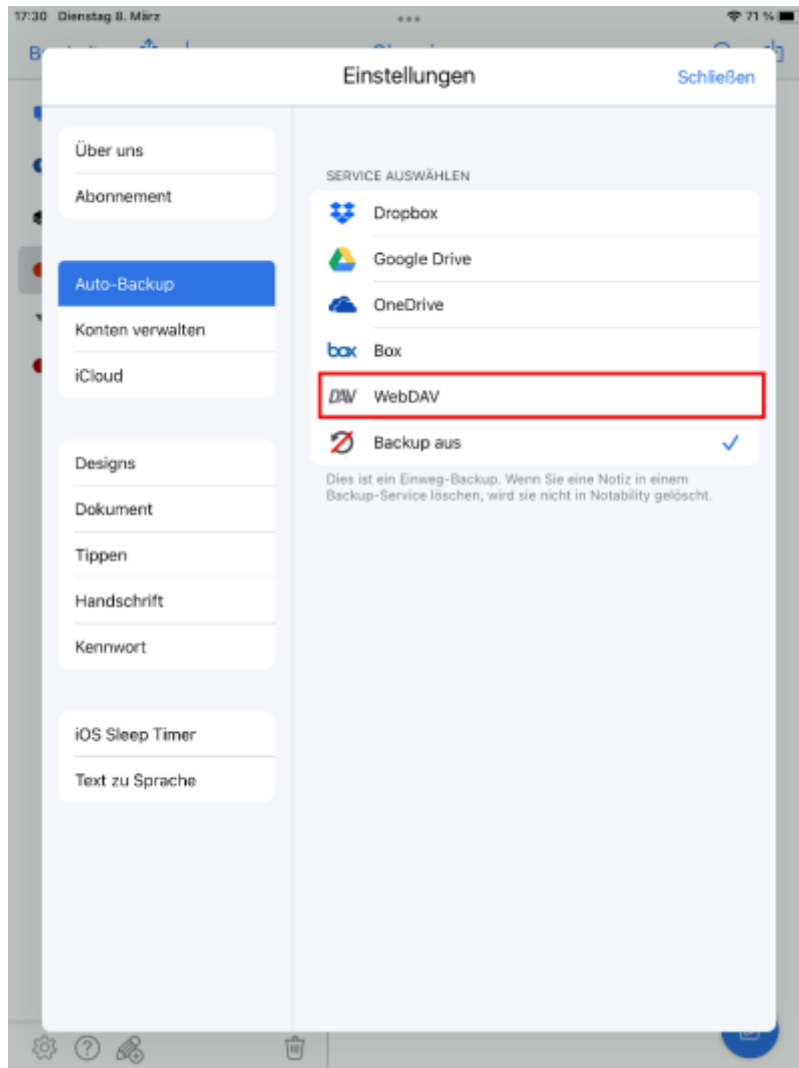 17:30 Dienstag 8. März
71 %
Einstellungen
Schließen
Über uns
Abonnement
Auto-Backup
Konten verwalten
iCloud
Designs
Dokument
Tippen
Handschrift
Kennwort
iOS Sleep Timer
Text zu Sprache
SERVICE AUSWÄHLEN
Dropbox
Google Drive
OneDrive
box Box
DAV WebDAV
Backup aus
Dies ist ein Einweg-Backup. Wenn Sie eine Notiz in einem
Backup-Service löschen, wird sie nicht in Notability gelöscht.